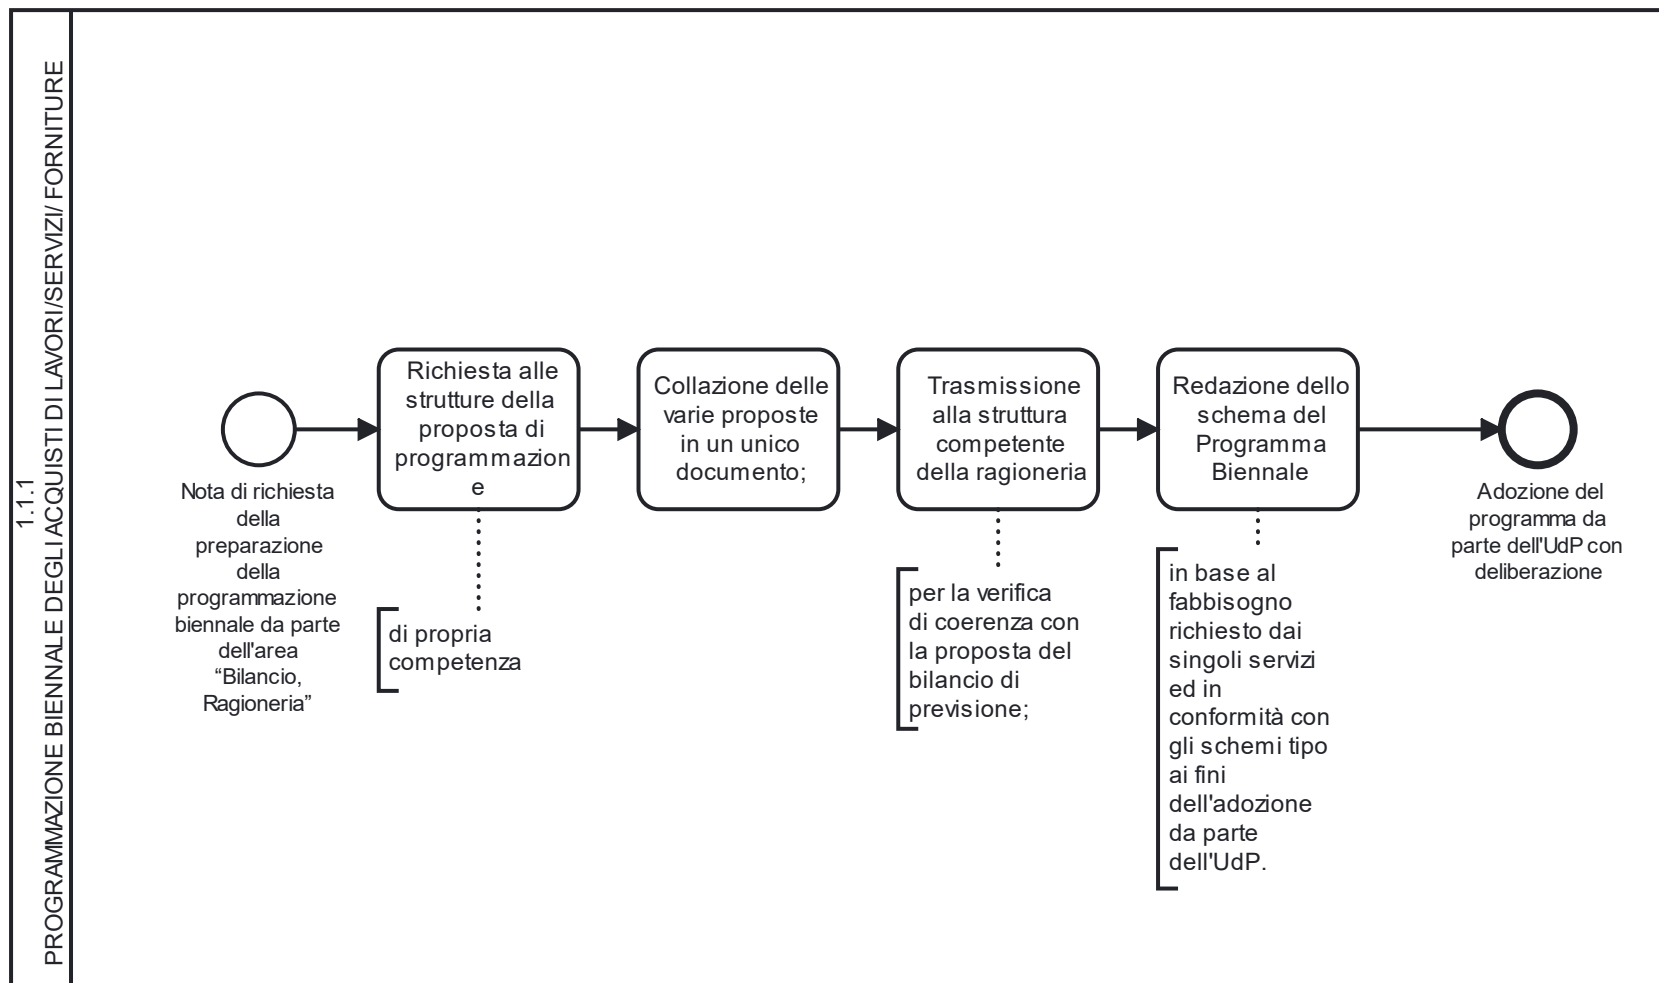 1.1.1
PROGRAMMAZIONE BIENNALE DEGLI ACQUISTI DI LAVORI/SERVIZI/ FORNITURE
Nota di richiesta
della
preparazione
della
programmazione
biennale da parte
dell'area
“Bilancio,
Ragioneria”
Richiesta alle
strutture della
proposta di
programmazion
e
di propria
competenza
Collazione delle
varie proposte
in un unico
documento;
Trasmissione
alla struttura
competente
della ragioneria
per la verifica
di coerenza con
la proposta del
bilancio di
previsione;
Redazione dello
schema del
Programma
Biennale
in base al
fabbisogno
richiesto dai
singoli servizi
ed in
conformità con
gli schemi tipo
ai fini
dell'adozione
da parte
dell'UdP.
Adozione del
programma da
parte dell'UdP con
deliberazione